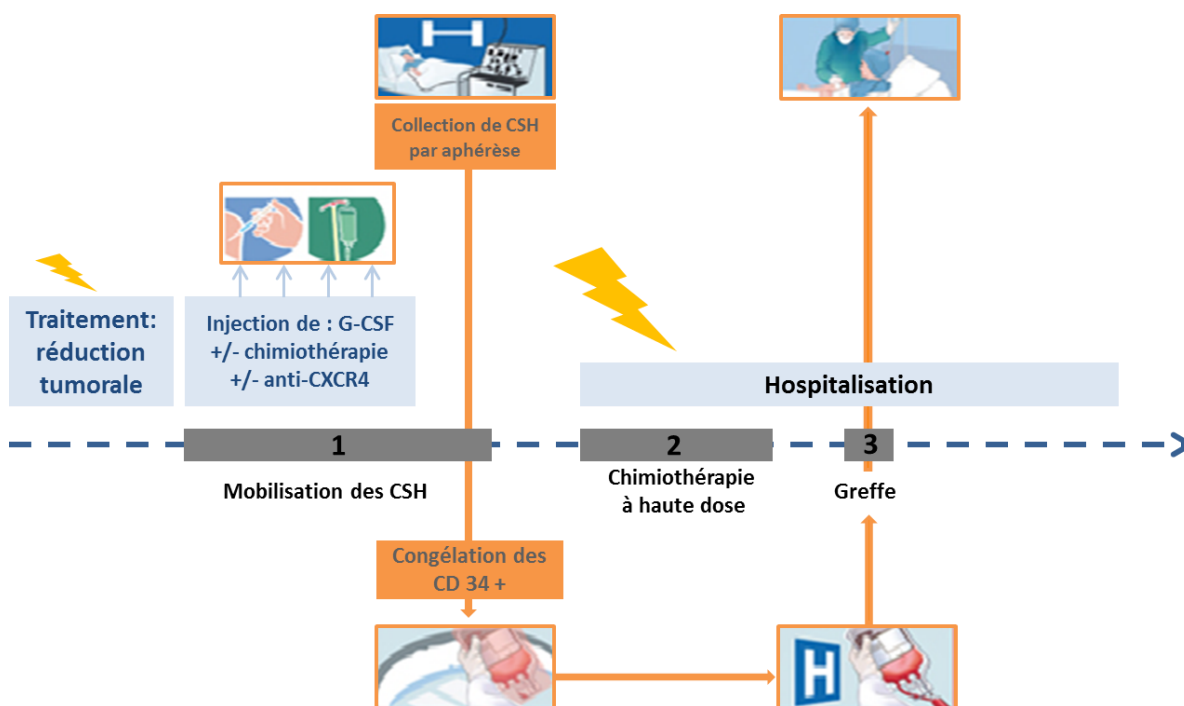 Collection de CSH
par aphérèse
Traitement:
réduction
tumorale
Injection de : G-CSF
+/- chimiothérapie
+/- anti-CXCR4
Hospitalisation
1
2
3
Mobilisation des CSH
Chimiothérapie
à haute dose
Greffe
Congélation des
CD 34 +
H